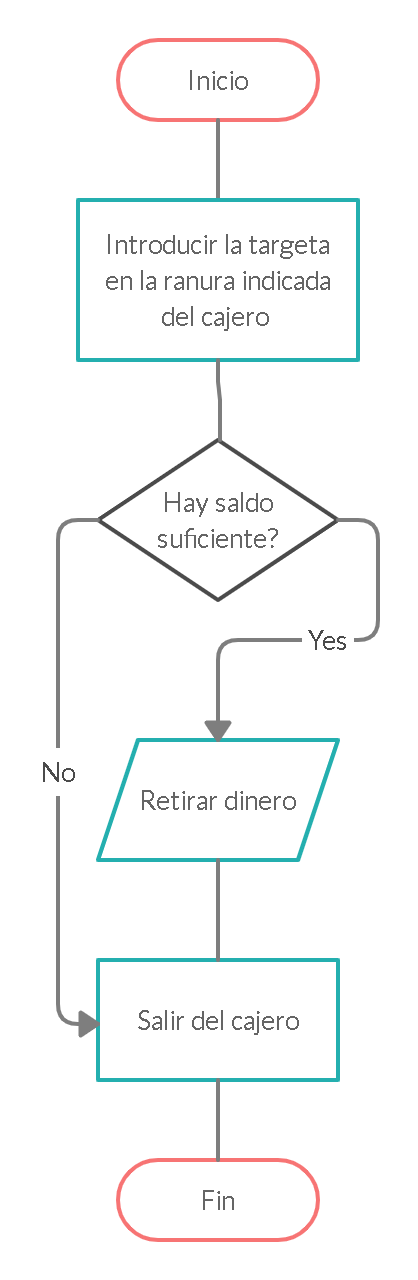 Inicio
Introducir la targeta
en la ranura indicada
del cajero
Hay saldo
suficiente?
Yes
No
Retirar dinero
Salir del cajero
Fin